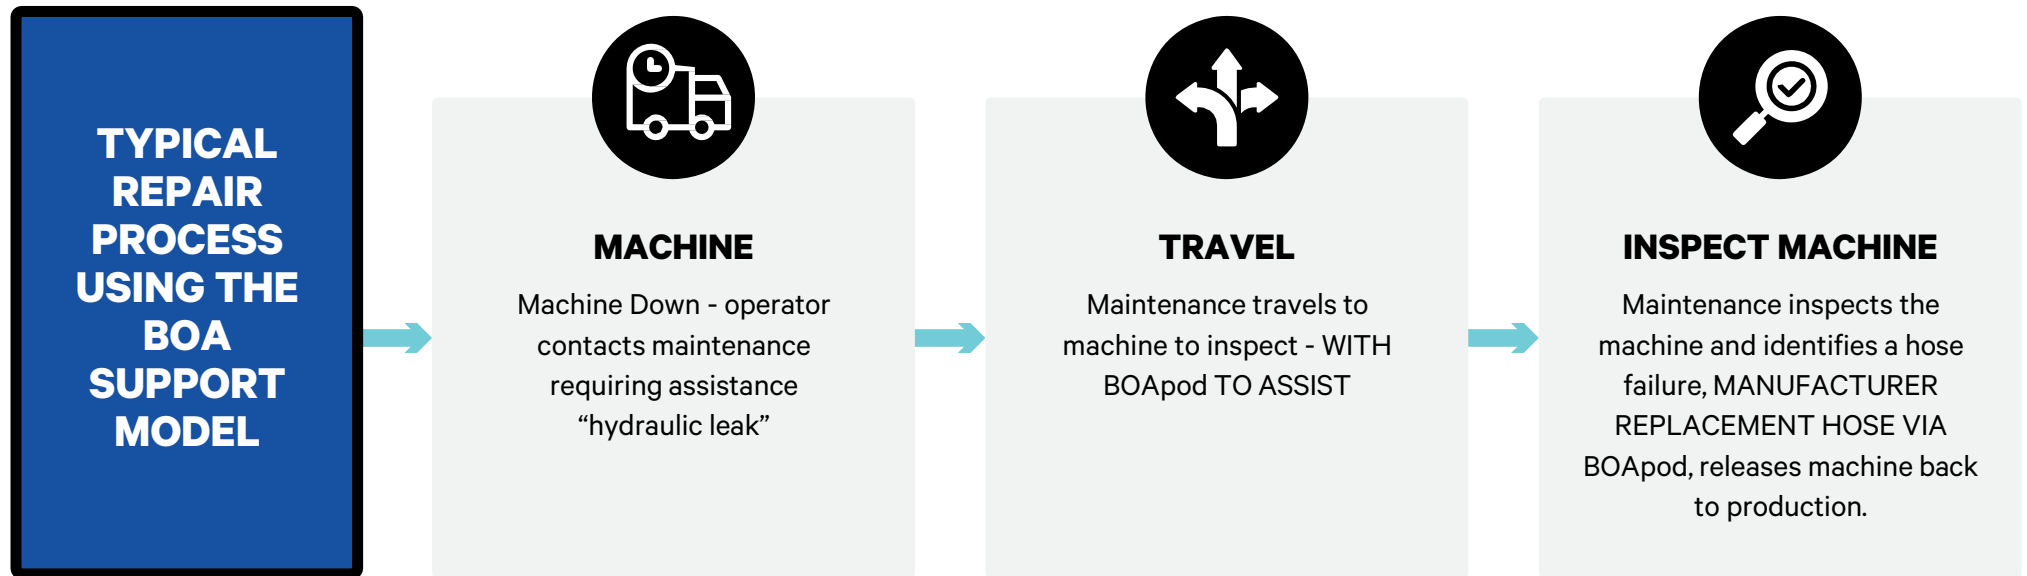 TYPICAL
REPAIR
PROCESS
USING THE
BOA
SUPPORT
MODEL
MACHINE
Machine Down - operator
contacts maintenance
requiring assistance
“hydraulic leak”
TRAVEL
Maintenance travels to
machine to inspect - WITH
BOApod TO ASSIST
INSPECT MACHINE
Maintenance inspects the
machine and identifies a hose
failure, MANUFACTURER
REPLACEMENT HOSE VIA
BOApod, releases machine back
to production.